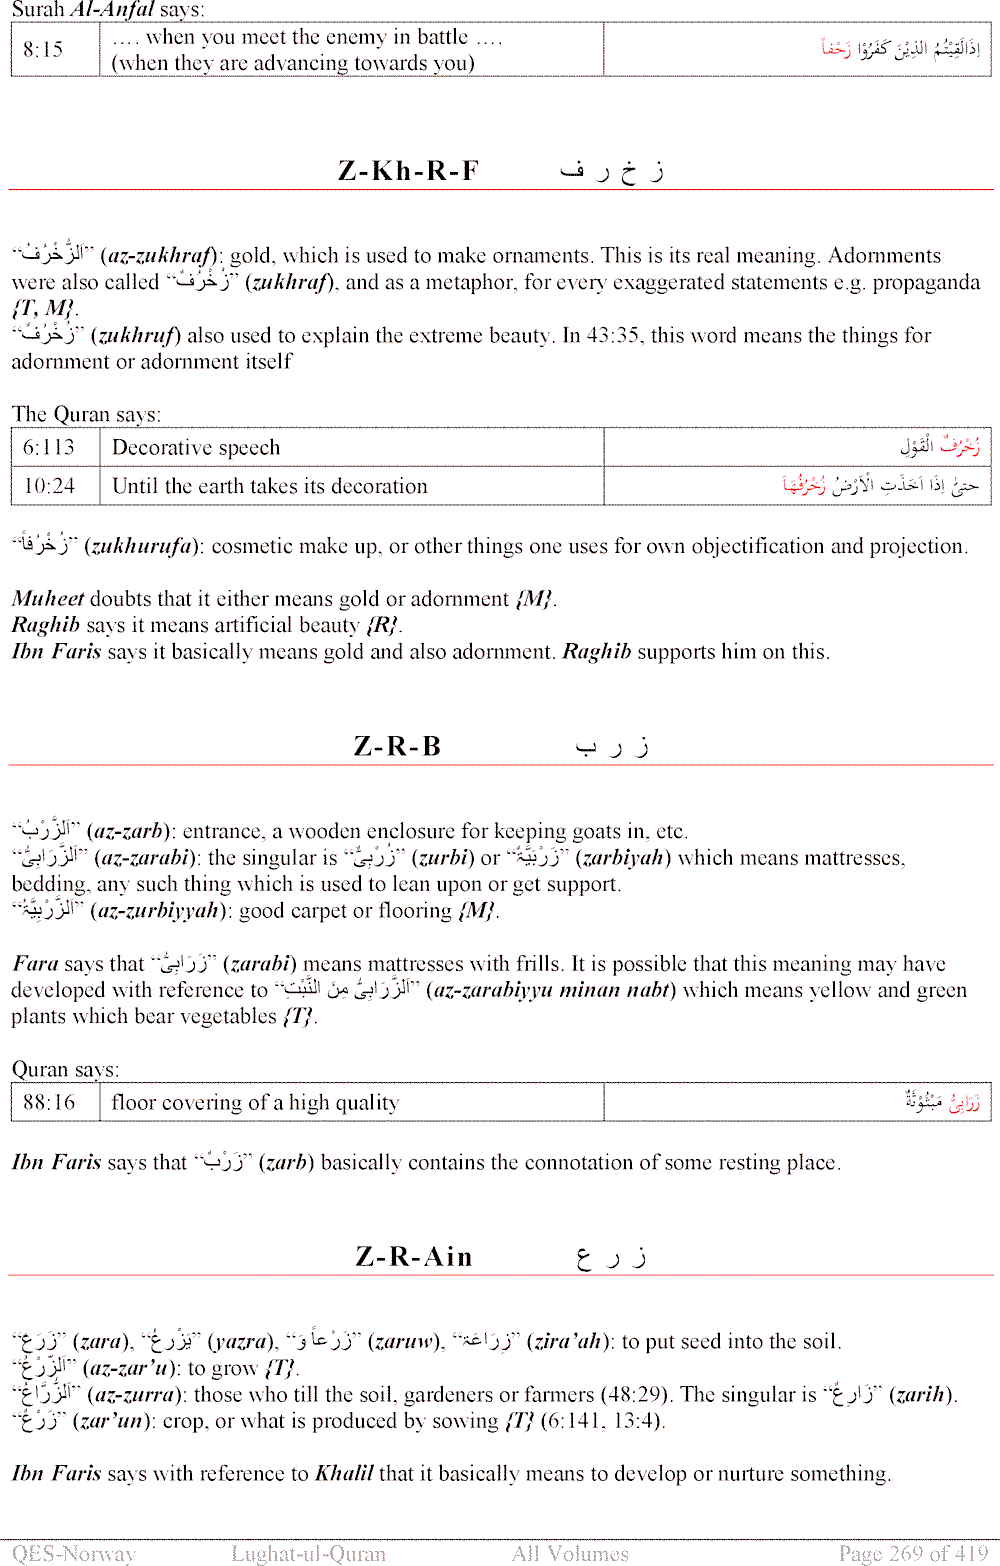 Surah Al-Anfal says:
8:15 …. when you meet the enemy in battle …. إِذَالَقِيْتُمُ الَّذِيْنَ كَفَرُوْا زَحْفاً
(when they are advancing towards you)
Z-Kh-R-F ز خ ر ف
“اَلزُّخْرُفُ” (az-zukhraf): gold, which is used to make ornaments. This is its real meaning. Adornments
were also called “زُخْرُفٌ” (zukhraf), and as a metaphor, for every exaggerated statements e.g. propaganda
{T, M}.
“زُخْرُفٌ” (zukhruf) also used to explain the extreme beauty. In 43:35, this word means the things for
adornment or adornment itself
The Quran says:
6:113 Decorative speech زُخْرُفٌ الْقَوْلِ
10:24 Until the earth takes its decoration حتىَّ إِذَا اَخَذَتِ الْاَرْضُ زُخْرُفُهَاَ
“زُخْرُفاً” (zukhurufa): cosmetic make up, or other things one uses for own objectification and projection.
Muheet doubts that it either means gold or adornment {M}.
Raghib says it means artificial beauty {R}.
Ibn Faris says it basically means gold and also adornment. Raghib supports him on this.
Z-R-B ز ر ب
“اَلزَّرْبُ” (az-zarb): entrance, a wooden enclosure for keeping goats in, etc.
“اَلزَّرَابِىُّ” (az-zarabi): the singular is “زُرْبِىٌّ” (zurbi) or “زَرْبَيَّةٌ” (zarbiyah) which means mattresses,
bedding, any such thing which is used to lean upon or get support.
“اَلزَّرْبِيَّةُ” (az-zurbiyyah): good carpet or flooring {M}.
Fara says that “زَرَابِىُّ” (zarabi) means mattresses with frills. It is possible that this meaning may have
developed with reference to “اَلزَّرَابِىُّ مِنَ النَّبْتِ” (az-zarabiyyu minan nabt) which means yellow and green
plants which bear vegetables {T}.
Quran says:
88:16 floor covering of a high quality زَرَابِىُّ مَبْثُوْثَةٌ
Ibn Faris says that “زَرْبٌ” (zarb) basically contains the connotation of some resting place.
Z-R-Ain ز ر ع
“زَرَعَ” (zara), “يَزْرعُ” (yazra), “زَرْعاً وَ” (zaruw), “زِرَاعَة” (zira’ah): to put seed into the soil.
“اَلزّرْعُ” (az-zar’u): to grow {T}.
“اَلزُّرَّاعُ” (az-zurra): those who till the soil, gardeners or farmers (48:29). The singular is “زَارِعٌ” (zarih).
“زَرْعٌ” (zar’un): crop, or what is produced by sowing {T} (6:141, 13:4).
Ibn Faris says with reference to Khalil that it basically means to develop or nurture something.
QES-Norway Lughat-ul-Quran All Volumes Page 269 of 419